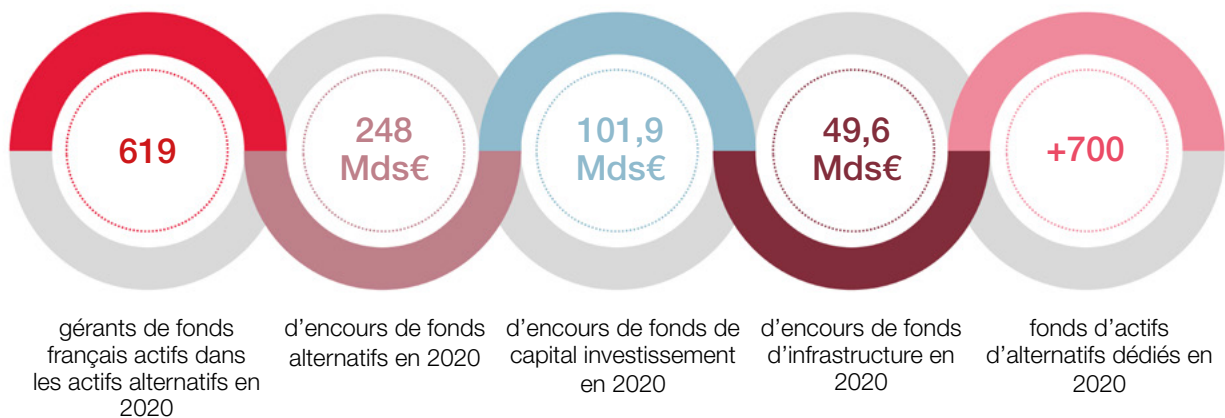 619
gérants de fonds
français actifs dans
les actifs alternatifs en
2020
248
Mds€
d'encours de fonds
alternatifs en 2020
101,9
Mds€
d'encours de fonds de
capital investissement
en 2020
49,6
Mds€
d'encours de fonds
d'infrastructure en
2020
+700
fonds d'actifs
d'alternatifs dédiés en
2020